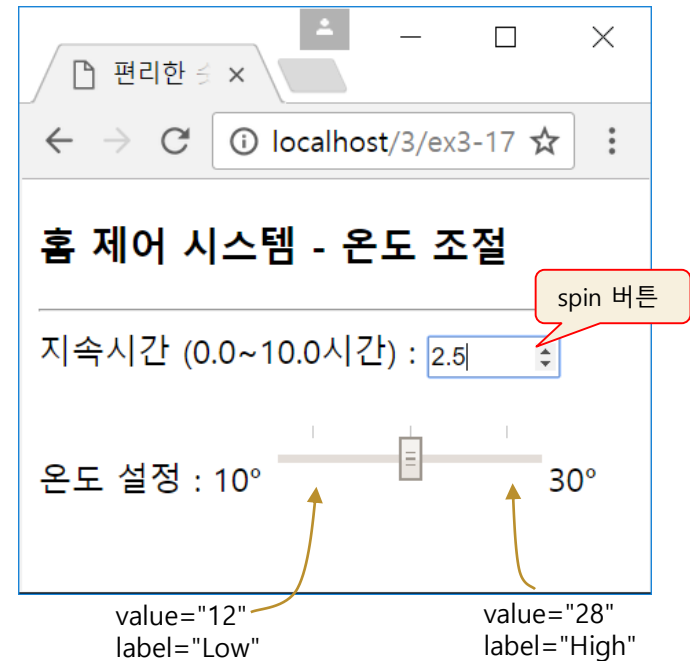 편리한
localhost/3/ex3-17
홈 제어 시스템 - 온도 조절
spin 버튼
지속시간 (0.0~10.0시간) : 2.5
온도 설정 : 10º 30º
value="12"
label="Low"
value="28"
label="High"